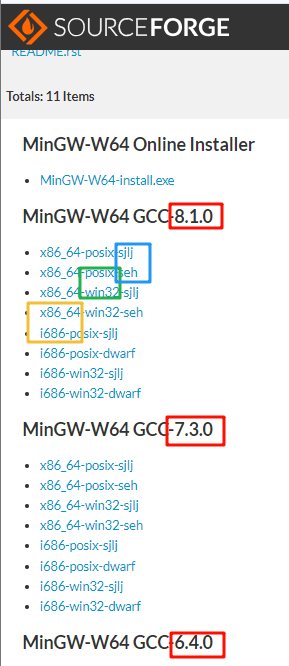 SOURCEFORGE
README.rst
Totals: 11 Items
MinGW-W64 Online Installer
MinGW-W64-install.exe
MinGW-W64 GCC-8.1.0
x86_64-posix-sjlj
x86_64-posix-seh
x86_64-win32-sjlj
x86_64-win32-seh
i686-posix-sjlj
i686-posix-dwarf
i686-win32-sjlj
i686-win32-dwarf
MinGW-W64 GCC-7.3.0
x86_64-posix-sjlj
x86_64-posix-seh
x86_64-win32-sjlj
x86_64-win32-seh
i686-posix-sjlj
i686-posix-dwarf
i686-win32-sjlj
i686-win32-dwarf
MinGW-W64 GCC-6.4.0